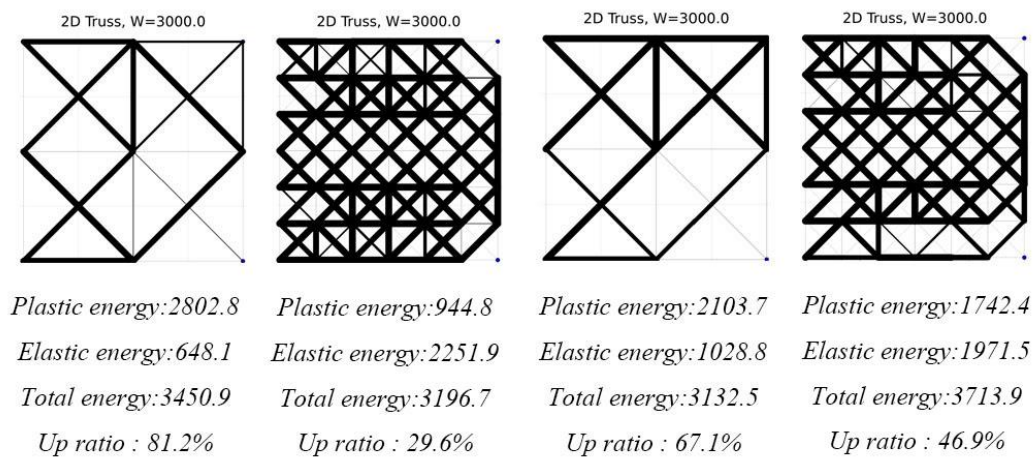 2D Truss, W=3000.0
2D Truss, W=3000.0
2D Truss, W=3000.0
2D Truss, W=3000.0
Plastic energy:2802.8
Elastic energy:648.1
Total energy:3450.9
Up ratio : 81.2%
Plastic energy:944.8
Elastic energy:2251.9
Total energy:3196.7
Up ratio : 29.6%
Plastic energy:2103.7
Elastic energy:1028.8
Total energy:3132.5
Up ratio : 67.1%
Plastic energy:1742.4
Elastic energy:1971.5
Total energy:3713.9
Up ratio : 46.9%